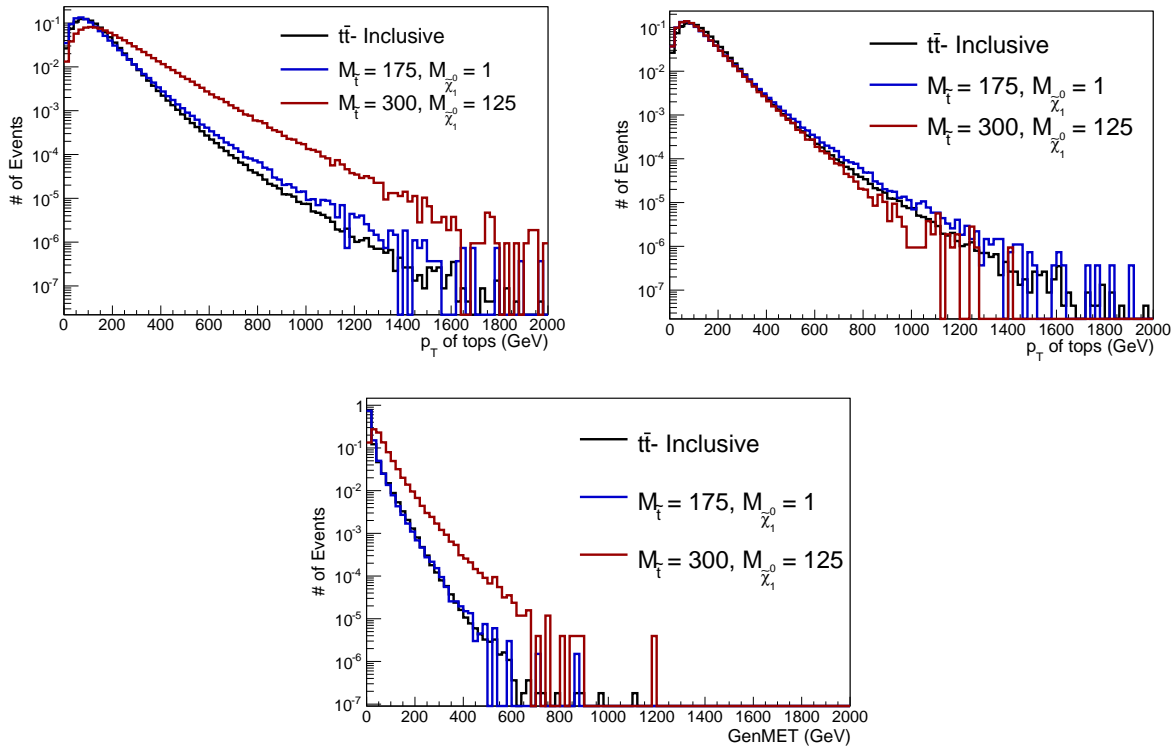 tt̄- Inclusive
M_t̃ = 175, M_χ̃₁⁰ = 1
M_t̃ = 300, M_χ̃₁⁰ = 125
# of Events
10⁻¹
10⁻²
10⁻³
10⁻⁴
10⁻⁵
10⁻⁶
10⁻⁷
0 200 400 600 800 1000 1200 1400 1600 1800 2000
p_T of tops (GeV)
tt̄- Inclusive
M_t̃ = 175, M_χ̃₁⁰ = 1
M_t̃ = 300, M_χ̃₁⁰ = 125
# of Events
10⁻¹
10⁻²
10⁻³
10⁻⁴
10⁻⁵
10⁻⁶
10⁻⁷
0 200 400 600 800 1000 1200 1400 1600 1800 2000
p_T of tops (GeV)
tt̄- Inclusive
M_t̃ = 175, M_χ̃₁⁰ = 1
M_t̃ = 300, M_χ̃₁⁰ = 125
# of Events
1
10⁻¹
10⁻²
10⁻³
10⁻⁴
10⁻⁵
10⁻⁶
10⁻⁷
0 200 400 600 800 1000 1200 1400 1600 1800 2000
GenMET (GeV)